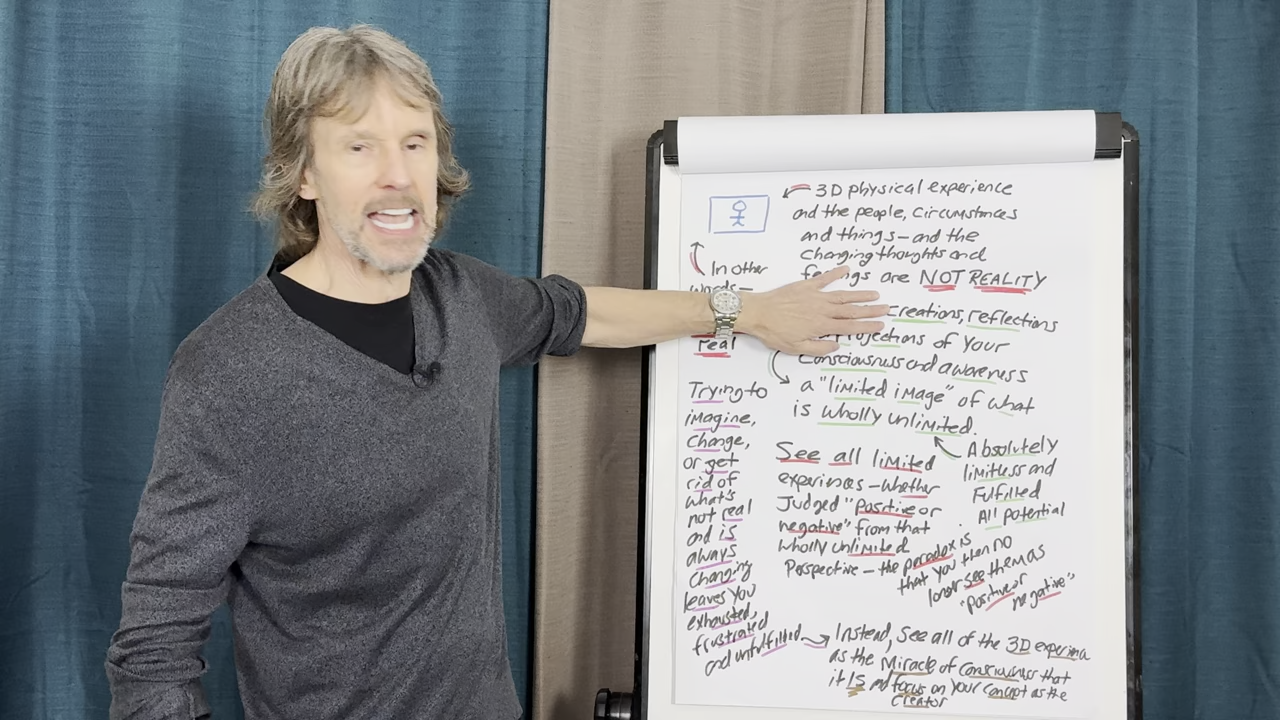 3D physical experience
and the people, circumstances
and things—and the
changing thoughts and
feelings are NOT REALITY
creations, reflections
projections of your
consciousness and awareness
a "limited image" of what
is wholly unlimited.
In other
words—
real
Trying to
imagine,
change,
or get
rid of
what's
not real
and is
always
changing
leaves you
exhausted,
frustrated
and unfulfilled
Absolutely
limitless and
Fulfilled
All potential
See all limited
experiences—whether
Judged "positive or
negative" from that
wholly unlimited
Perspective—the paradox is
that you then no
longer see them as
"positive or
negative"
Instead, see all of the 3D
as the Miracle of consciousness that
it IS and focus on your concept as the
creator